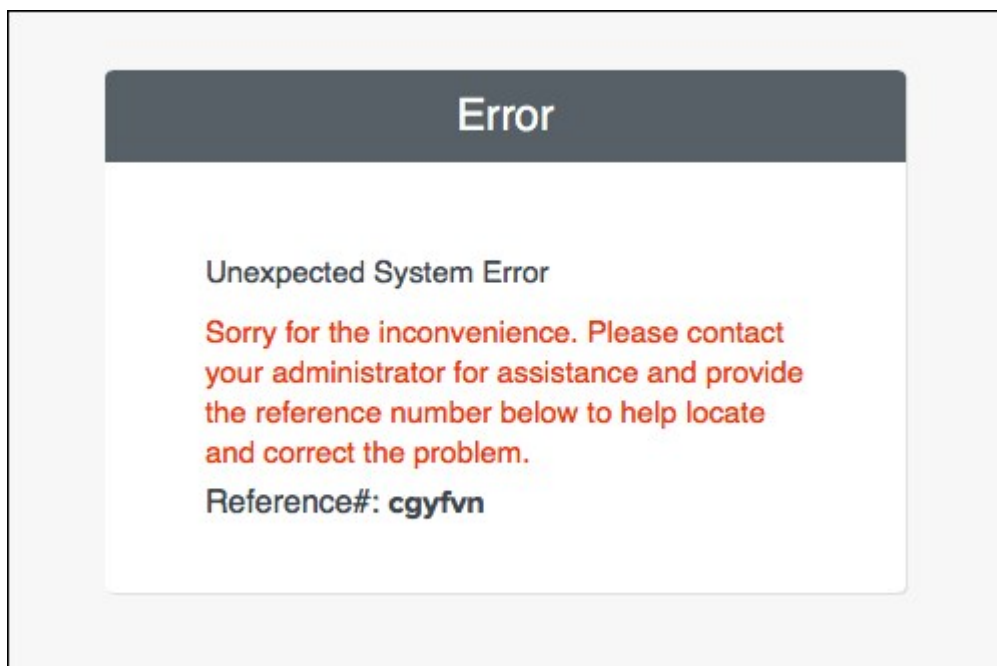 Error
Unexpected System Error
Sorry for the inconvenience. Please contact
your administrator for assistance and provide
the reference number below to help locate
and correct the problem.
Reference#: cgyfvn